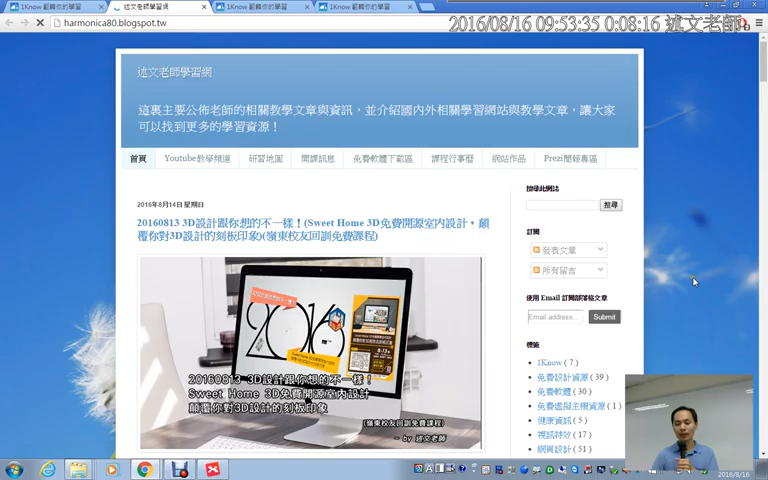 1Know 翻轉你的學習
述文老師學習網
1Know 翻轉你的學習
1Know 翻轉你的學習
harmonica80.blogspot.tw
2016/08/16 09:53:35 0:08:16 述文老師
述文老師學習網
這裏主要公佈老師的相關教學文章與資訊，並介紹國內外相關學習網站與教學文章，讓大家
可以找到更多的學習資源！
首頁 Youtube教學頻道 研習地圖 開課訊息 免費軟體下載區 課程行事曆 網站作品 Prezi簡報專區
2016年8月14日 星期日
20160813 3D設計跟你想的不一樣！(Sweet Home 3D免費開源室內設計，顛
覆你對3D設計的刻板印象)(嶺東校友回訓免費課程)
2016
20160813 3D設計跟你想的不一樣！
Sweet Home 3D免費開源室內設計
顛覆你對3D設計的刻板印象
(嶺東校友回訓免費課程)
~ by 述文老師
搜尋此網誌
搜尋
訂閱
發表文章
所有留言
使用 Email 訂閱部落格文章
Email address... Submit
標籤
1Know ( 7 )
免費設計資源 ( 39 )
免費軟體 ( 30 )
免費虛擬主機資源 ( 1 )
健康資訊 ( 5 )
視訊特效 ( 17 )
網頁設計 ( 51 )
2016/8/16